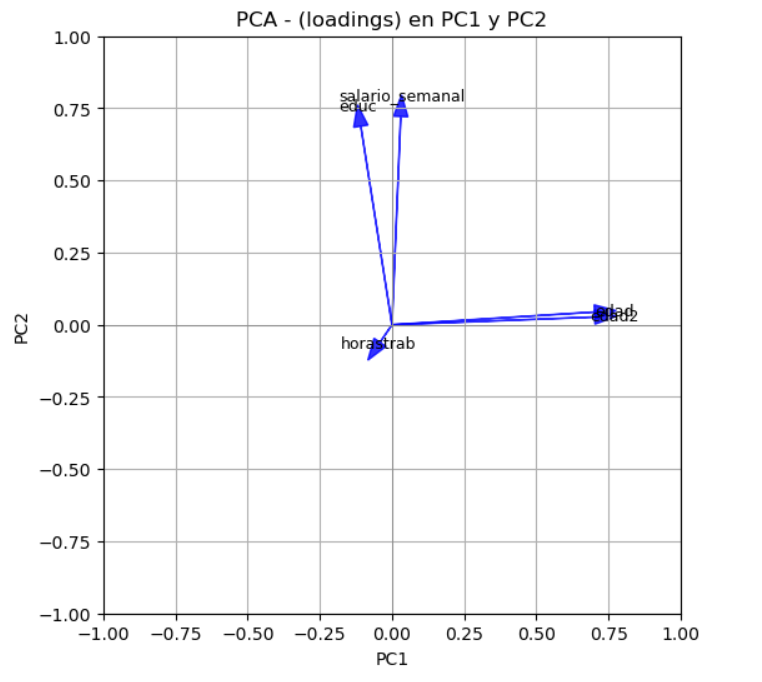 PCA - (loadings) en PC1 y PC2
1.00
salario_semanal
educ
0.75
0.50
0.25
edad
edad2
0.00
horastrab
−0.25
−0.50
−0.75
−1.00
−1.00 −0.75 −0.50 −0.25 0.00 0.25 0.50 0.75 1.00
PC1
PC2